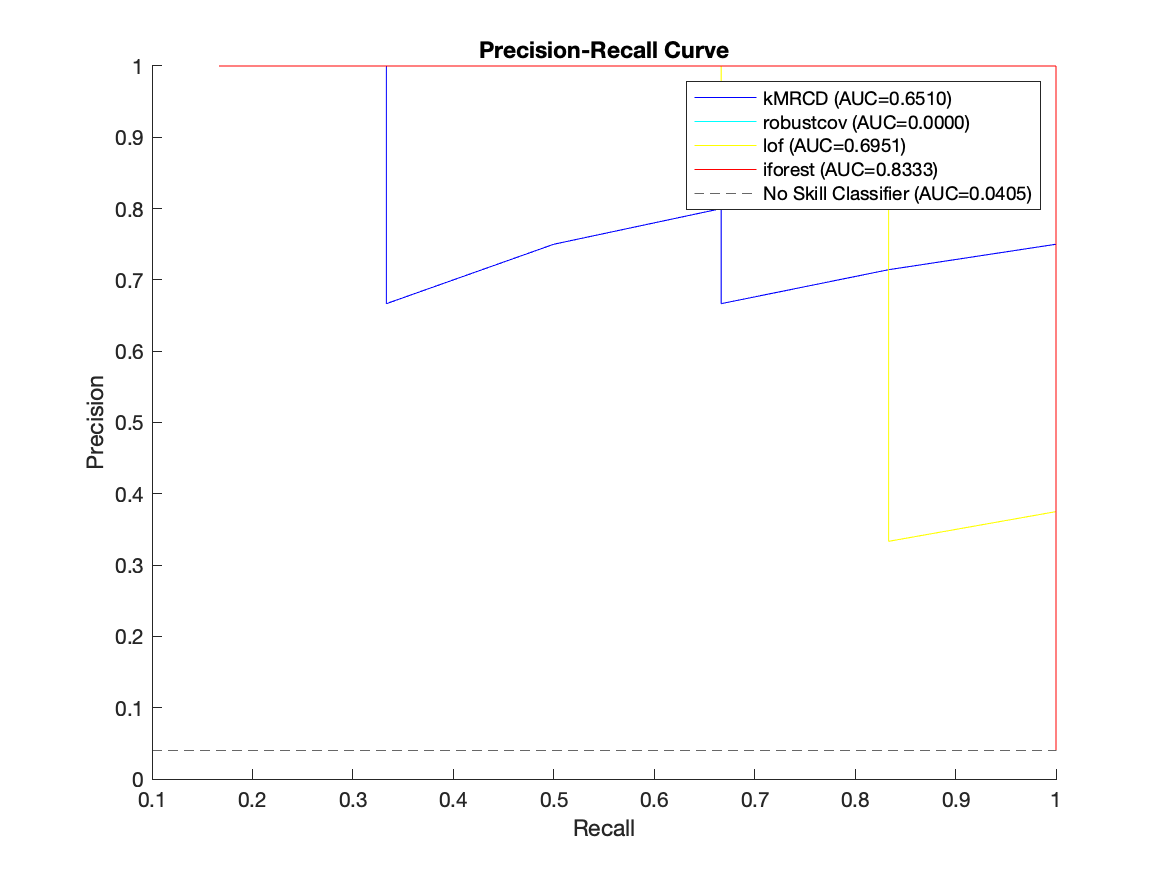 Precision-Recall Curve
kMRCD (AUC=0.6510)
robustcov (AUC=0.0000)
lof (AUC=0.6951)
iforest (AUC=0.8333)
No Skill Classifier (AUC=0.0405)
1
0.9
0.8
0.7
0.6
0.5
0.4
0.3
0.2
0.1
0
Precision
0.1 0.2 0.3 0.4 0.5 0.6 0.7 0.8 0.9 1
Recall